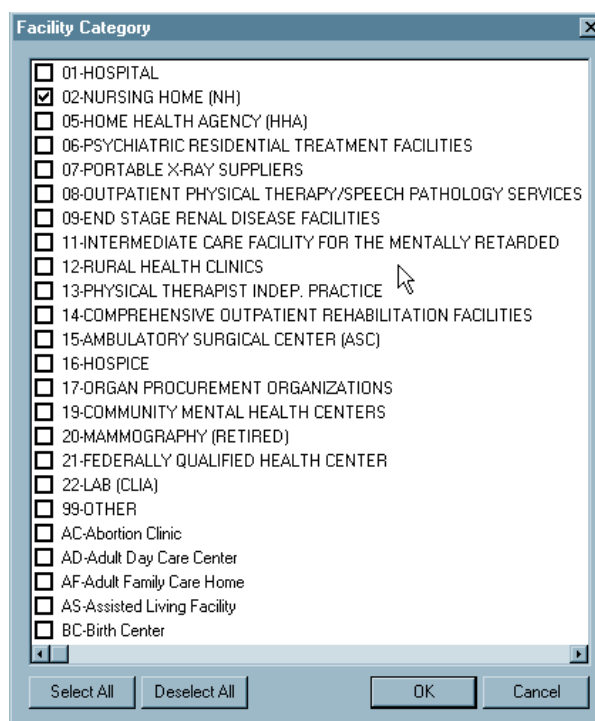 Facility Category
01-HOSPITAL
02-NURSING HOME (NH)
05-HOME HEALTH AGENCY (HHA)
06-PSYCHIATRIC RESIDENTIAL TREATMENT FACILITIES
07-PORTABLE X-RAY SUPPLIERS
08-OUTPATIENT PHYSICAL THERAPY/SPEECH PATHOLOGY SERVICES
09-END STAGE RENAL DISEASE FACILITIES
11-INTERMEDIATE CARE FACILITY FOR THE MENTALLY RETARDED
12-RURAL HEALTH CLINICS
13-PHYSICAL THERAPIST INDEP. PRACTICE
14-COMPREHENSIVE OUTPATIENT REHABILITATION FACILITIES
15-AMBULATORY SURGICAL CENTER (ASC)
16-HOSPICE
17-ORGAN PROCUREMENT ORGANIZATIONS
19-COMMUNITY MENTAL HEALTH CENTERS
20-MAMMOGRAPHY (RETIRED)
21-FEDERALLY QUALIFIED HEALTH CENTER
22-LAB (CLIA)
99-OTHER
AC-Abortion Clinic
AD-Adult Day Care Center
AF-Adult Family Care Home
AS-Assisted Living Facility
BC-Birth Center
Select All Deselect All OK Cancel